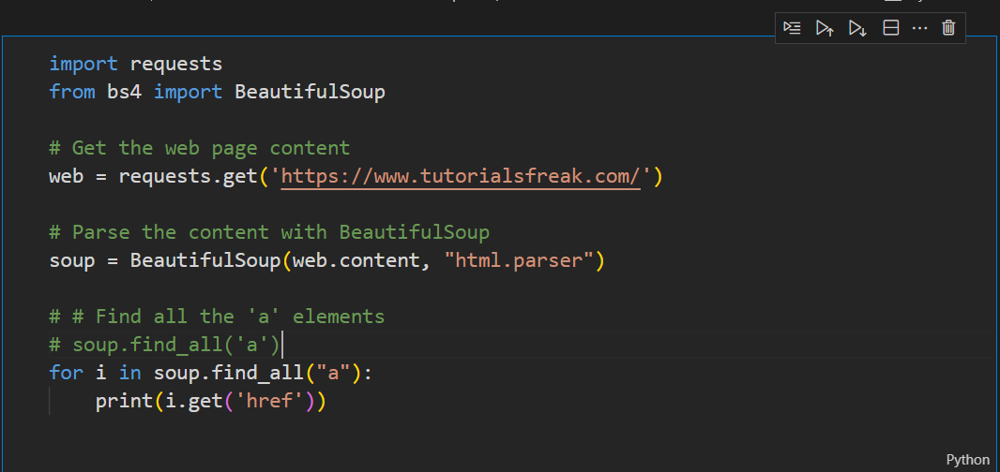 import requests
from bs4 import BeautifulSoup
# Get the web page content
web = requests.get('https://www.tutorialsfreak.com/')
# Parse the content with BeautifulSoup
soup = BeautifulSoup(web.content, "html.parser")
# # Find all the 'a' elements
# soup.find_all('a')
for i in soup.find_all("a"):
    print(i.get('href'))
Python